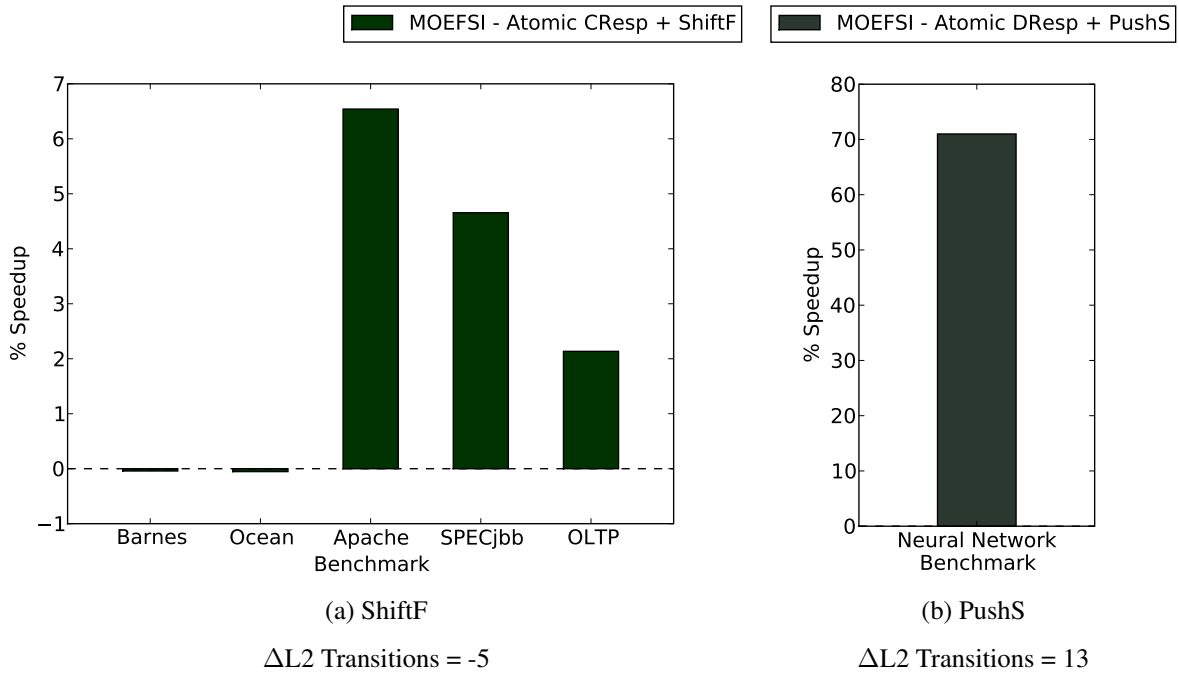 MOEFSI - Atomic CResp + ShiftF
MOEFSI - Atomic DResp + PushS
7
6
5
4
3
2
1
0
−1
% Speedup
Barnes Ocean Apache SPECjbb OLTP
Benchmark
(a) ShiftF
ΔL2 Transitions = -5
80
70
60
50
40
30
20
10
0
% Speedup
Neural Network
Benchmark
(b) PushS
ΔL2 Transitions = 13